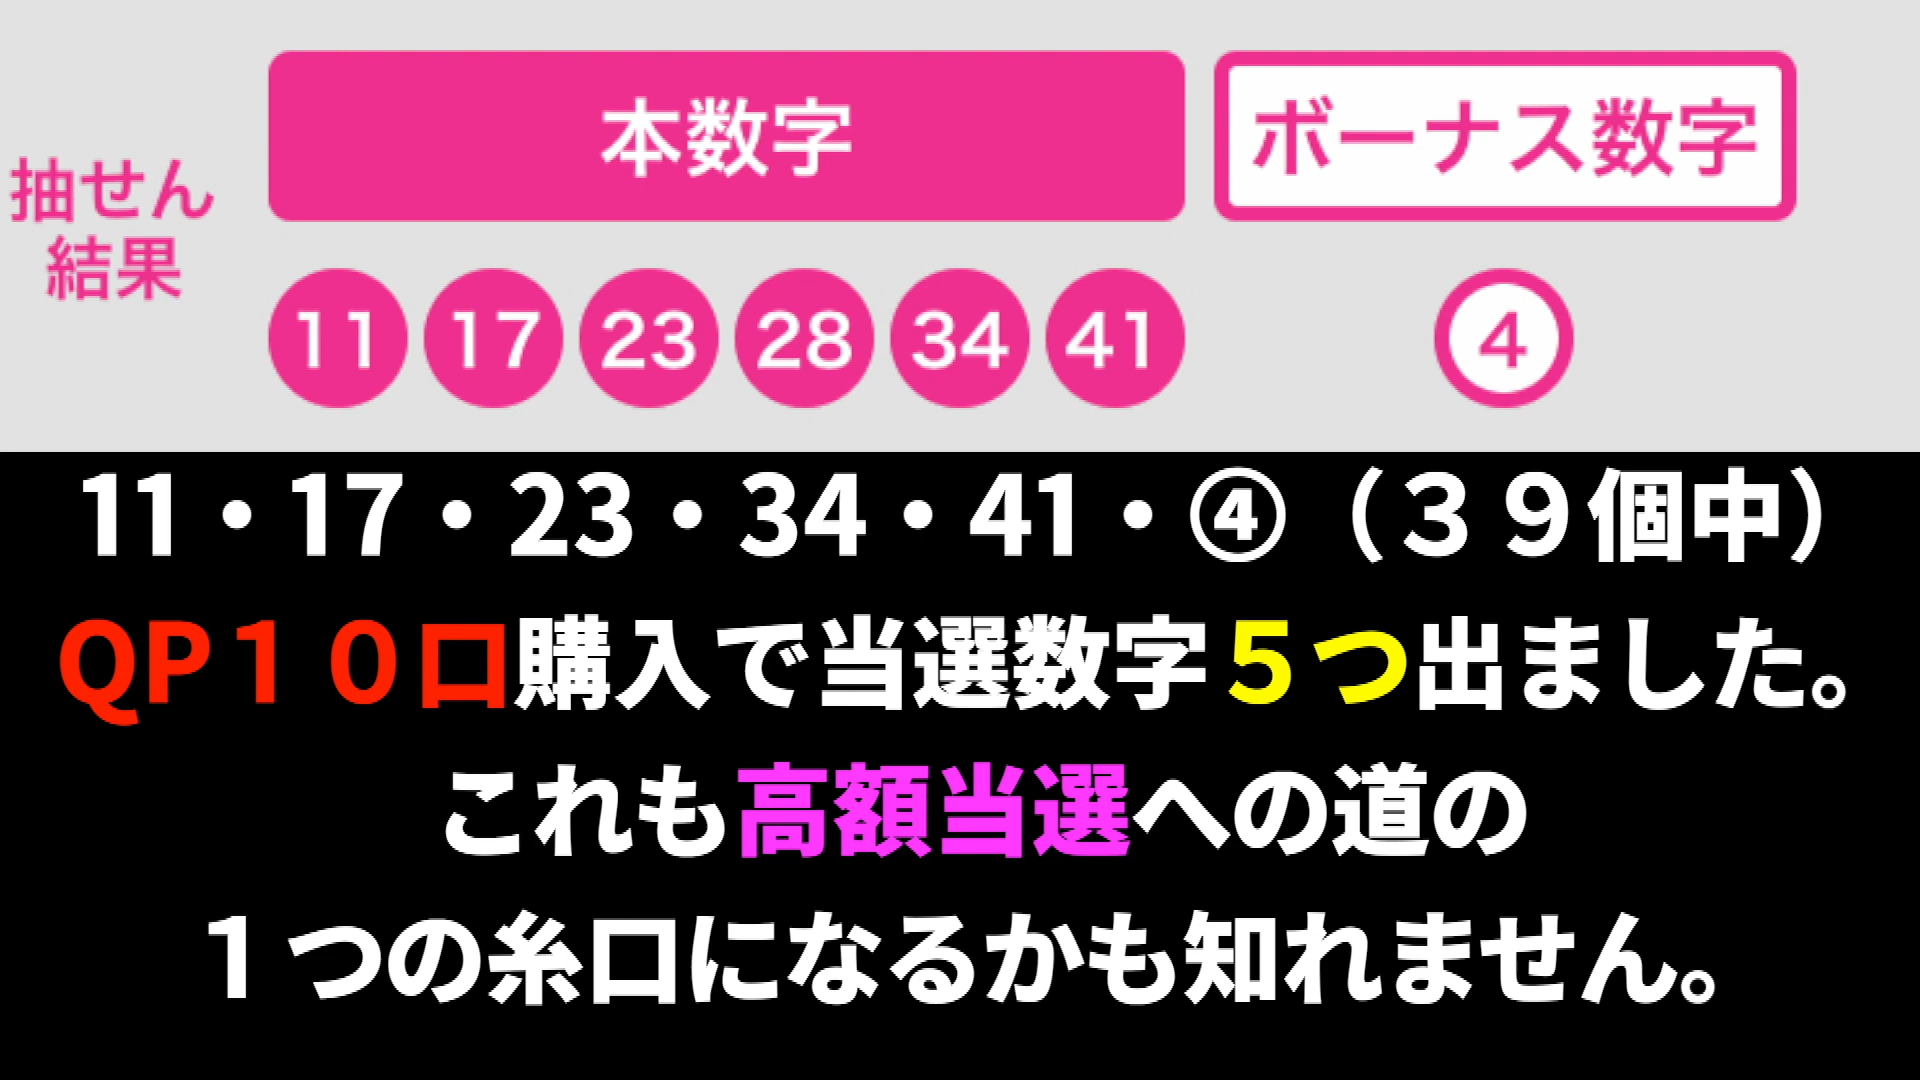 本数字
ボーナス数字
抽せん
結果
11 17 23 28 34 41 4
11・17・23・34・41・④（３９個中）
QP１０口購入で当選数字５つ出ました。
これも高額当選への道の
１つの糸口になるかも知れません。